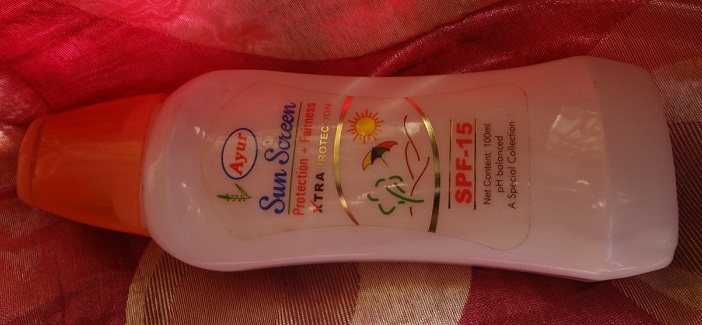 Ayur
Sun Screen
Protection + Fairness
XTRA PROTECTION
SPF-15
Net Content: 100ml
pH balanced
A Special Collection